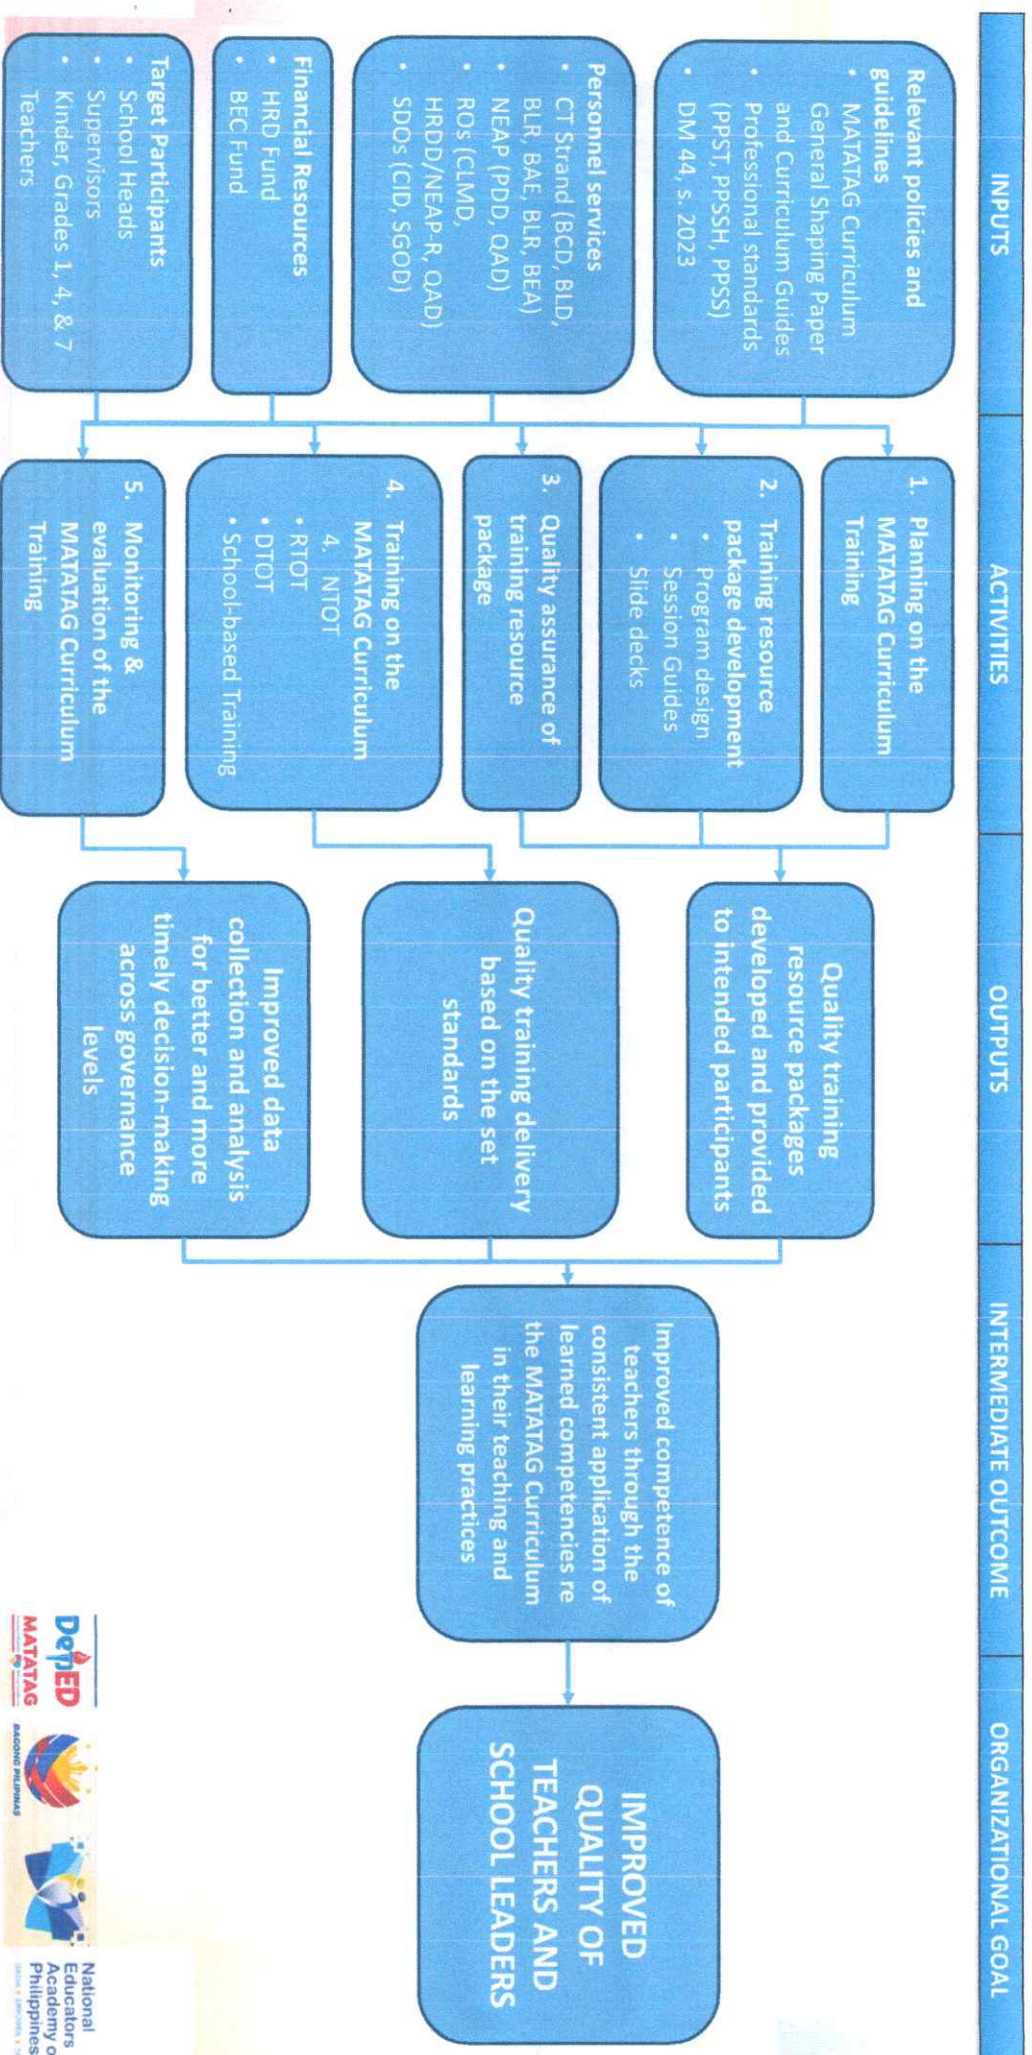 INPUTS
ACTIVITIES
OUTPUTS
INTERMEDIATE OUTCOME
ORGANIZATIONAL GOAL
Relevant policies and
guidelines
• MATATAG Curriculum
General Shaping Paper
and Curriculum Guides
• Professional standards
(PPST, PPSSH, PPSS)
• DM 44, s. 2023
Personnel services
• CT Strand (BCD, BLD,
BLR, BAE, BLR, BEA)
• NEAP (PDD, QAD)
• ROs (CLMD,
HRDD/NEAP-R, QAD)
• SDOs (CID, SGOD)
Financial Resources
• HRD Fund
• BEC Fund
Target Participants
• School Heads
• Supervisors
• Kinder, Grades 1, 4, & 7
Teachers
1. Planning on the
MATATAG Curriculum
Training
2. Training resource
package development
• Program design
• Session Guides
• Slide decks
3. Quality assurance of
training resource
package
4. Training on the
MATATAG Curriculum
4. NTOT
• RTOT
• DTOT
• School-based Training
5. Monitoring &
evaluation of the
MATATAG Curriculum
Training
Quality training
resource packages
developed and provided
to intended participants
Quality training delivery
based on the set
standards
Improved data
collection and analysis
for better and more
timely decision-making
across governance
levels
Improved competence of
teachers through the
consistent application of
learned competencies re
the MATATAG Curriculum
in their teaching and
learning practices
IMPROVED
QUALITY OF
TEACHERS AND
SCHOOL LEADERS
DepED
MATATAG
BAGONG PILIPINAS
National
Educators
Academy o
Philippines